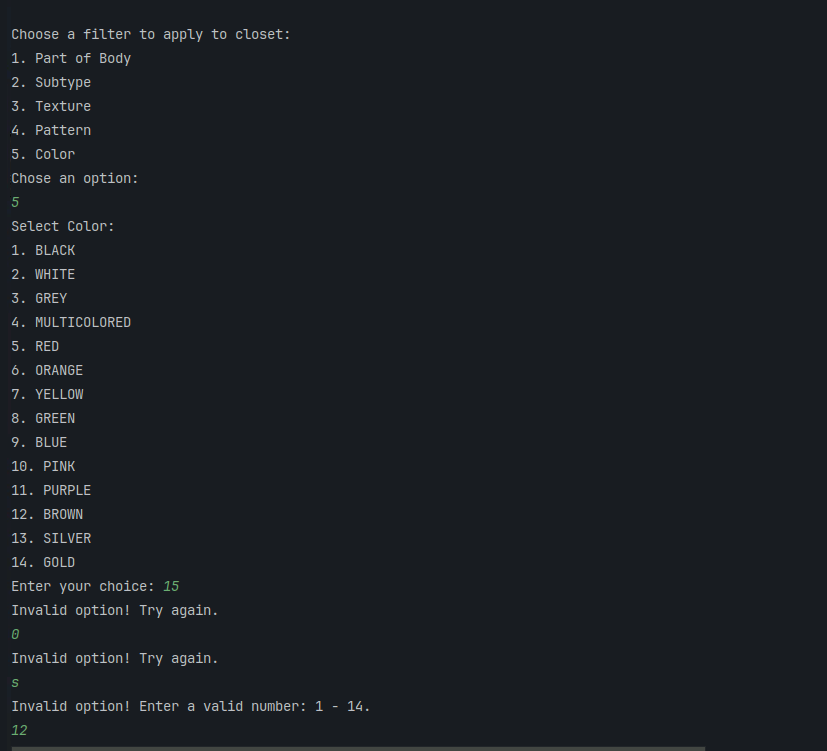 Choose a filter to apply to closet:
1. Part of Body
2. Subtype
3. Texture
4. Pattern
5. Color
Chose an option:
5
Select Color:
1. BLACK
2. WHITE
3. GREY
4. MULTICOLORED
5. RED
6. ORANGE
7. YELLOW
8. GREEN
9. BLUE
10. PINK
11. PURPLE
12. BROWN
13. SILVER
14. GOLD
Enter your choice: 15
Invalid option! Try again.
0
Invalid option! Try again.
s
Invalid option! Enter a valid number: 1 - 14.
12